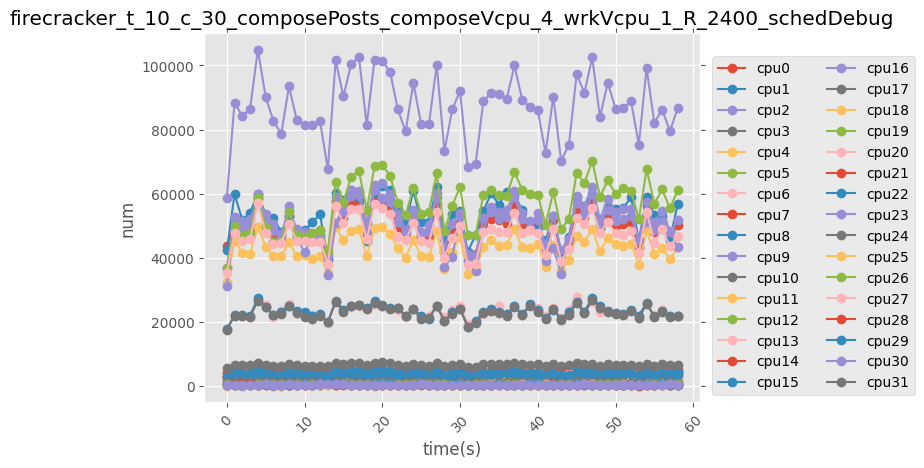 firecracker_t_10_c_30_composePosts_composeVcpu_4_wrkVcpu_1_R_2400_schedDebug
100000
80000
60000
40000
20000
0
num
0
10
20
30
40
50
60
time(s)
cpu0
cpu1
cpu2
cpu3
cpu4
cpu5
cpu6
cpu7
cpu8
cpu9
cpu10
cpu11
cpu12
cpu13
cpu14
cpu15
cpu16
cpu17
cpu18
cpu19
cpu20
cpu21
cpu22
cpu23
cpu24
cpu25
cpu26
cpu27
cpu28
cpu29
cpu30
cpu31